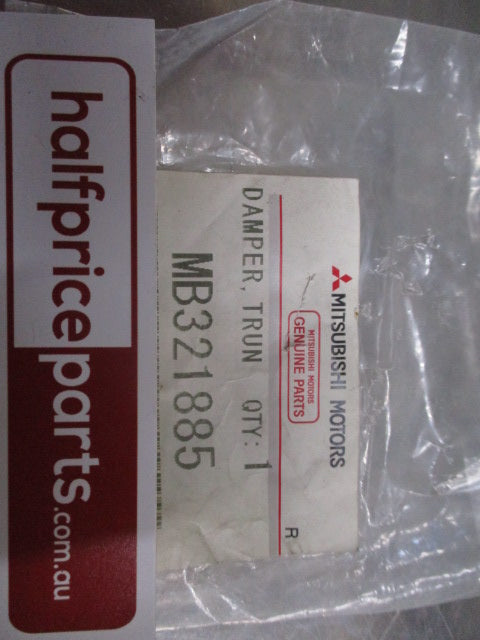 halfpriceparts.com.au
MITSUBISHI MOTORS
MITSUBISHI MOTORS
GENUINE PARTS
R
DAMPER, TRUN QTY: 1
MB321885